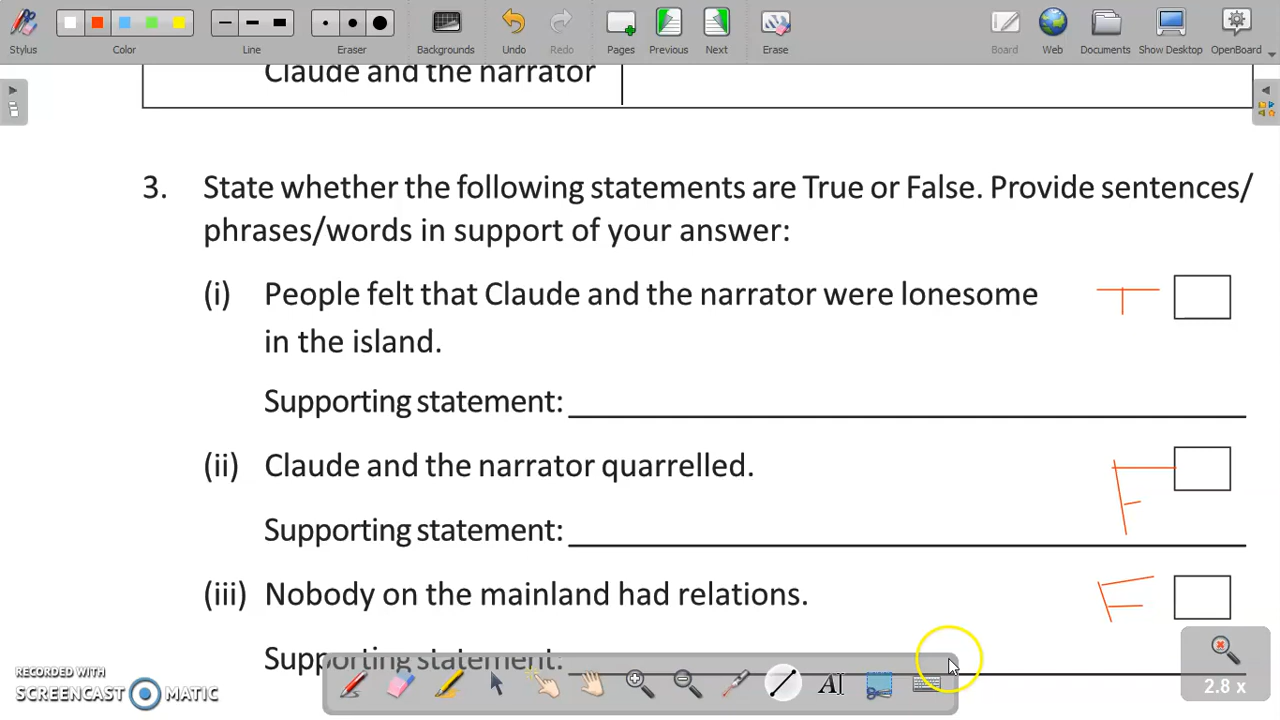 Stylus
Color
Line
Eraser
Backgrounds
Undo
Redo
Pages
Previous
Next
Erase
Board
Web
Documents
Show Desktop
OpenBoard
Claude and the narrator
3. State whether the following statements are True or False. Provide sentences/
phrases/words in support of your answer:
(i) People felt that Claude and the narrator were lonesome
T
in the island.
Supporting statement:
(ii) Claude and the narrator quarrelled.
F
Supporting statement:
(iii) Nobody on the mainland had relations.
F
Supporting statement:
AI
2.8 x
RECORDED WITH
SCREENCAST MATIC